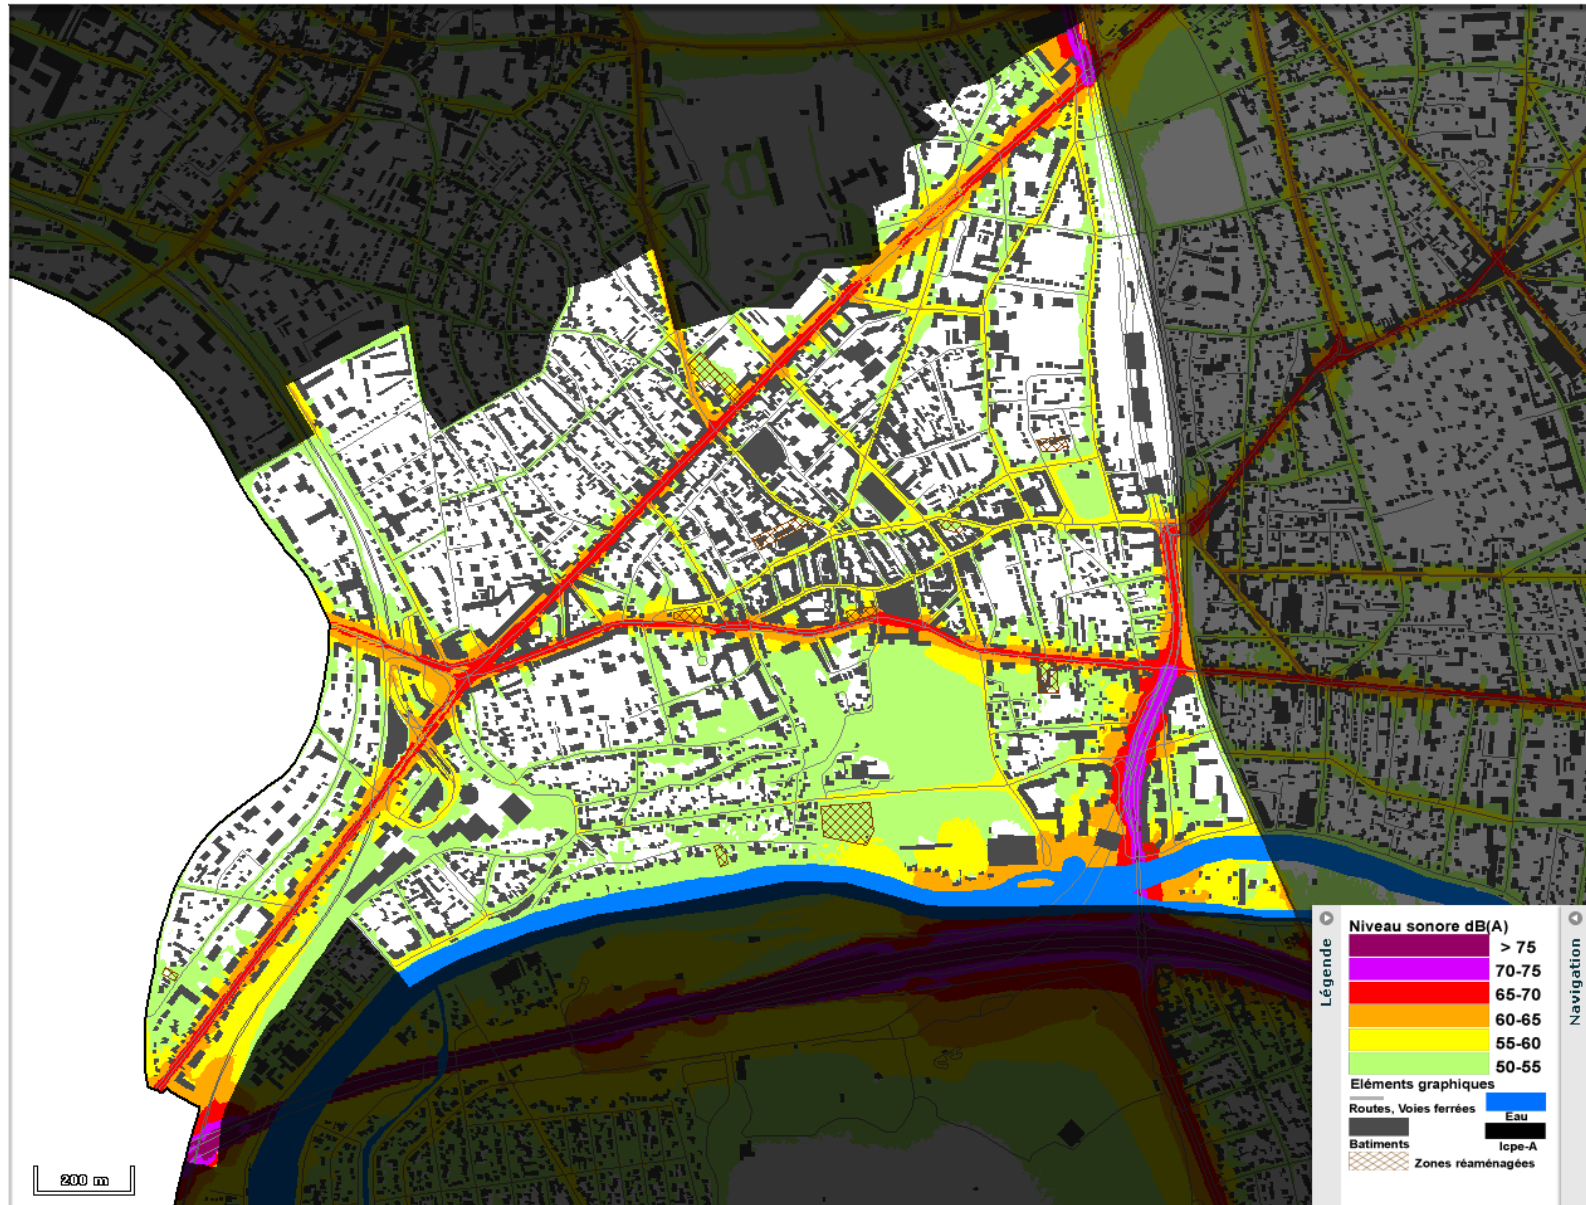 Niveau sonore dB(A)
> 75
70-75
65-70
60-65
55-60
50-55
Eléments graphiques
Routes, Voies ferrées
Eau
Batiments
Icpe-A
Zones réaménagées
Légende
Navigation
200 m